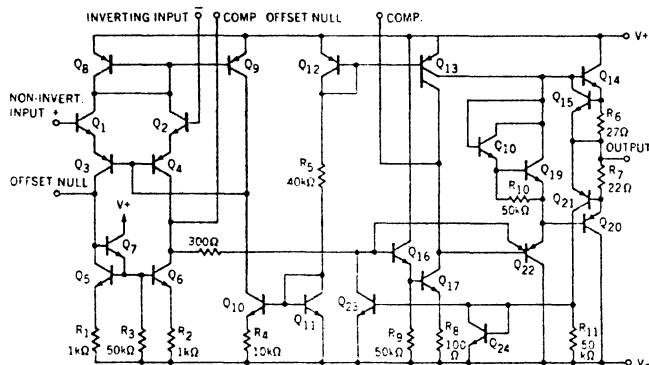 INVERTING INPUT –
COMP OFFSET NULL
COMP.
V+
Q8
Q9
Q12
Q13
Q14
Q15
NON-INVERT.
INPUT +
Q1
Q2
R6
27Ω
Q3
Q4
Q10
OUTPUT
R5
40kΩ
Q19
R7
22Ω
OFFSET NULL
R10
50kΩ
Q21
Q20
V+
Q7
300Ω
Q16
Q22
Q5
Q6
Q17
Q10
Q11
Q23
Q24
R1
1kΩ
R3
50kΩ
R2
1kΩ
R4
10kΩ
R9
50kΩ
R8
100
Ω
R11
50
kΩ
V–